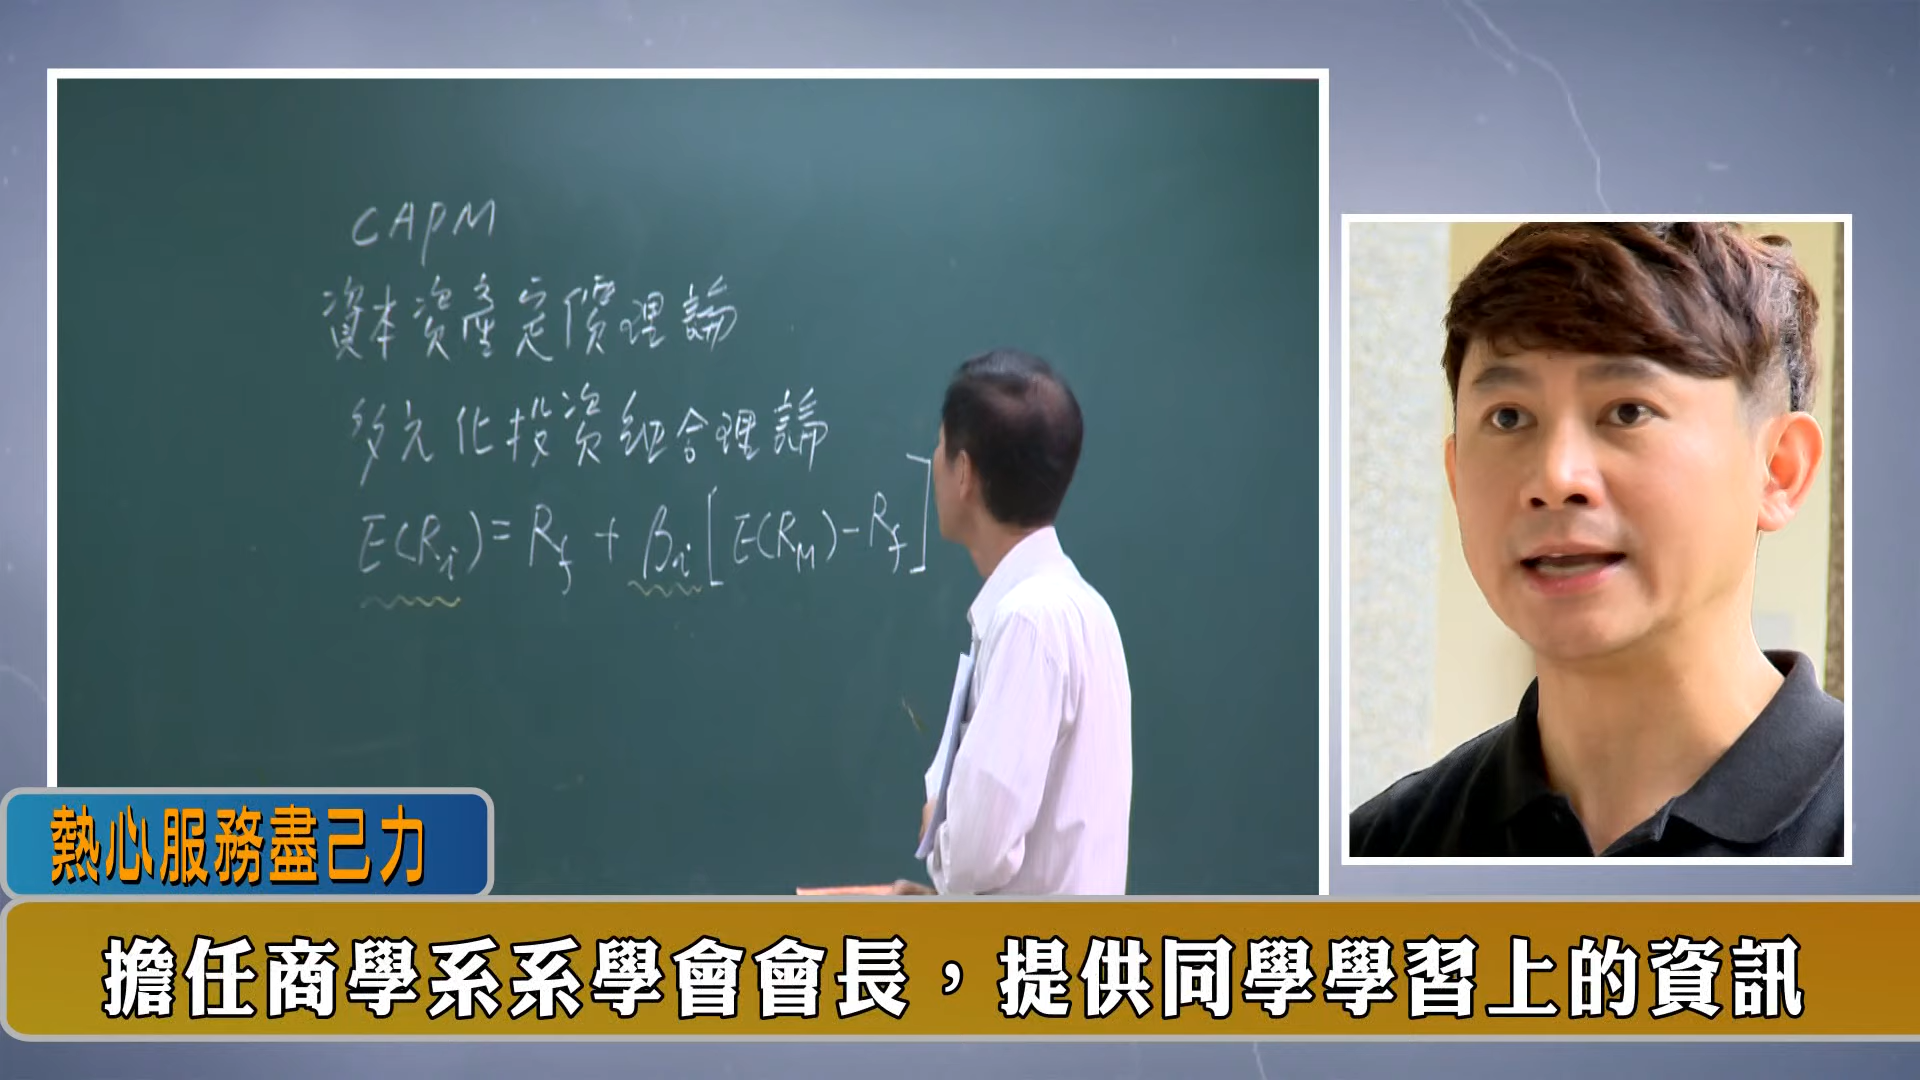 CAPM
資本資產定價理論
多元化投資組合理論
E(Ri)=Rf+βi[E(RM)-Rf]
熱心服務盡己力
擔任商學系系學會會長，提供同學學習上的資訊